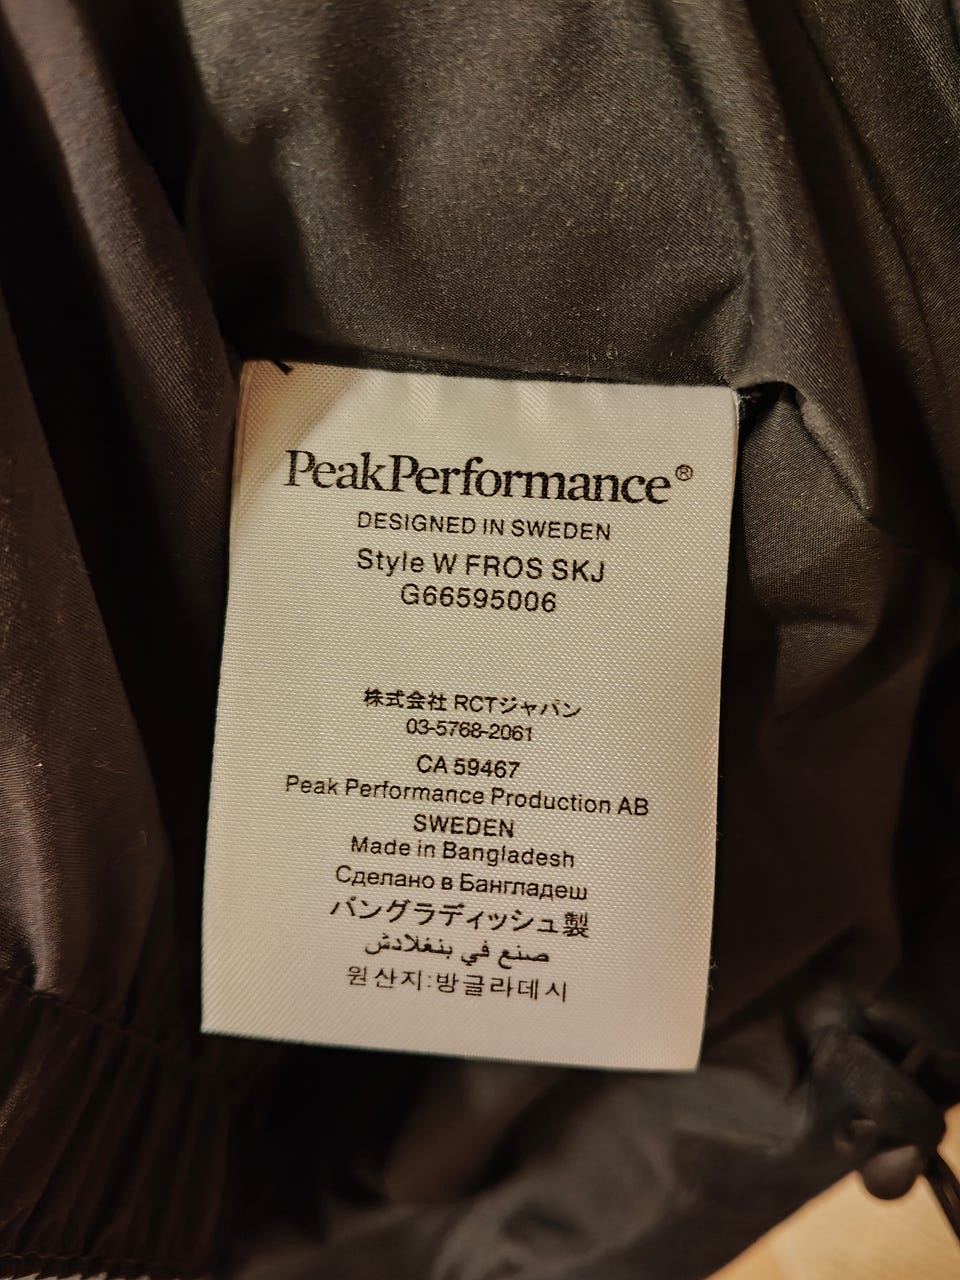 PeakPerformance®
DESIGNED IN SWEDEN
Style W FROS SKJ
G66595006
株式会社 RCTジャパン
03-5768-2061
CA 59467
Peak Performance Production AB
SWEDEN
Made in Bangladesh
Сделано в Бангладеш
バングラディッシュ製
صنع في بنغلادش
원산지:방글라데시